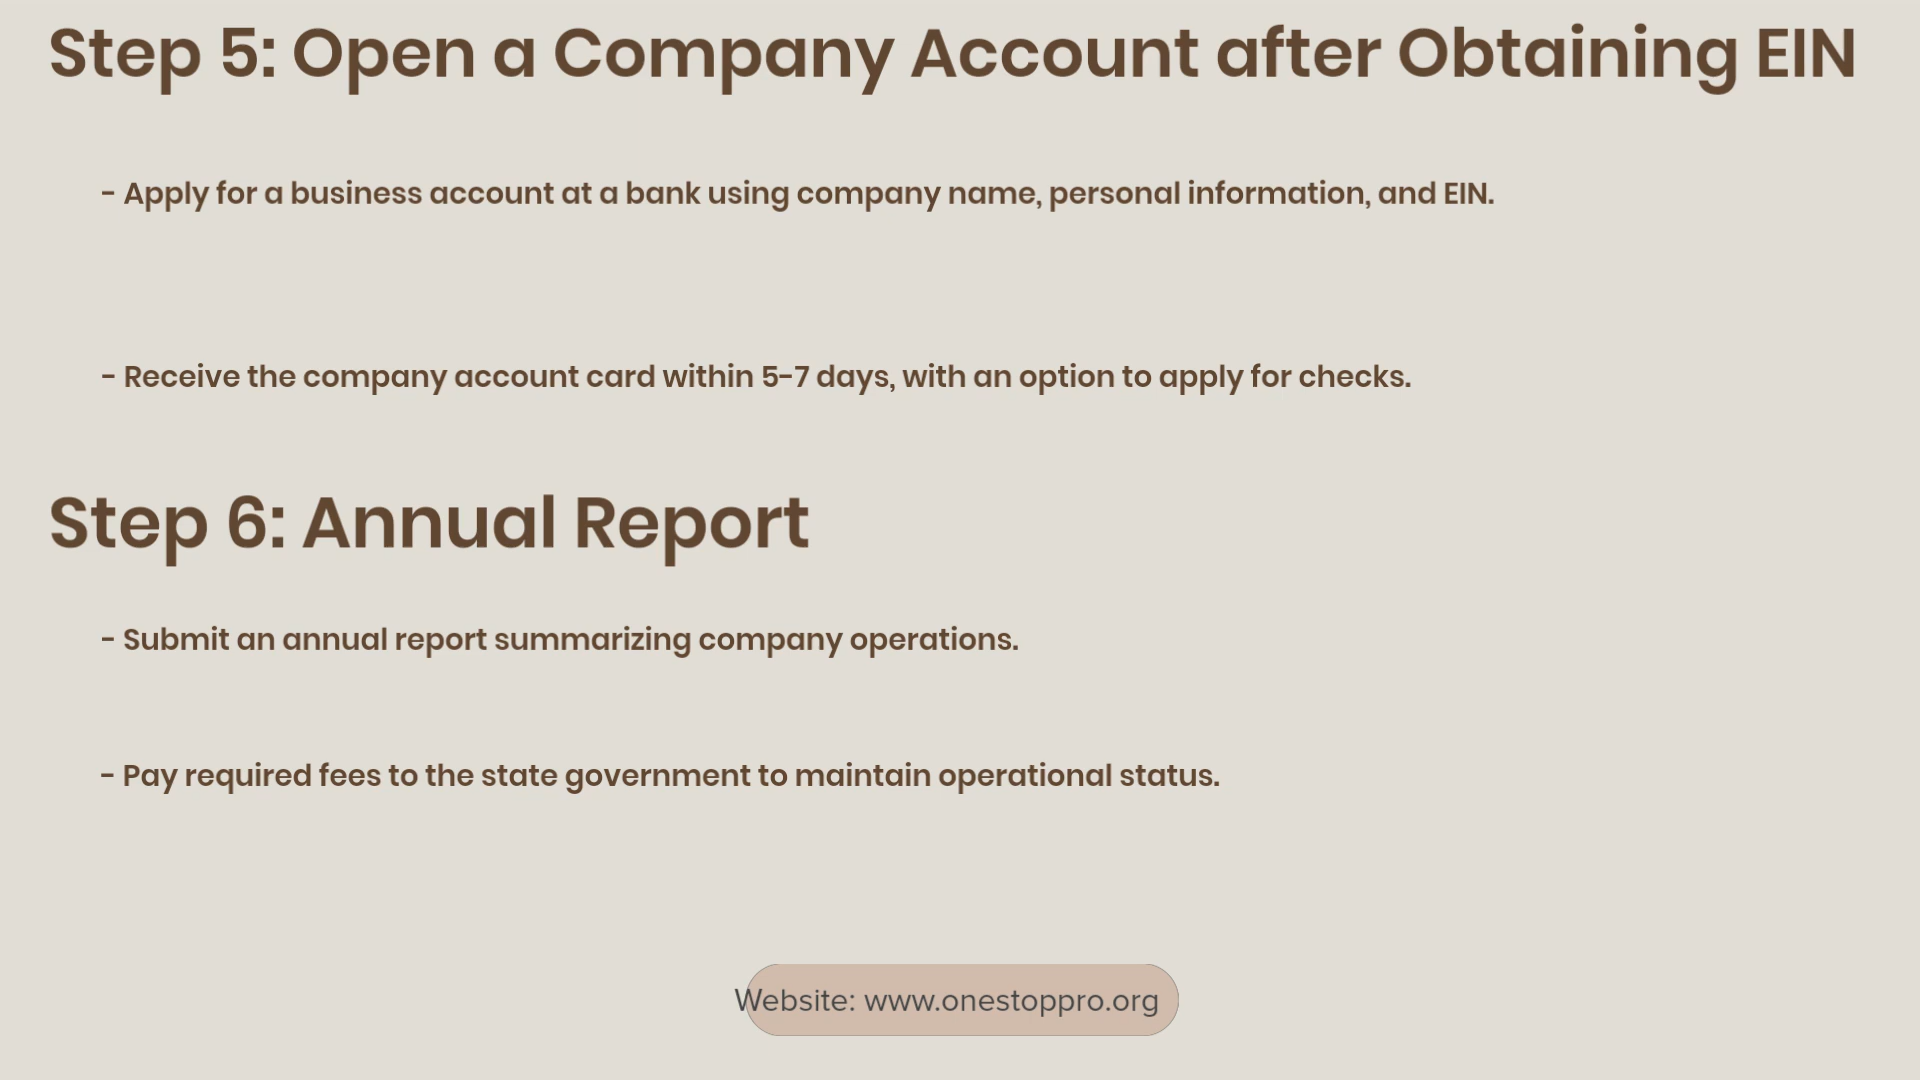 Step 5: Open a Company Account after Obtaining EIN
- Apply for a business account at a bank using company name, personal information, and EIN.
- Receive the company account card within 5-7 days, with an option to apply for checks.
Step 6: Annual Report
- Submit an annual report summarizing company operations.
- Pay required fees to the state government to maintain operational status.
Website: www.onestoppro.org